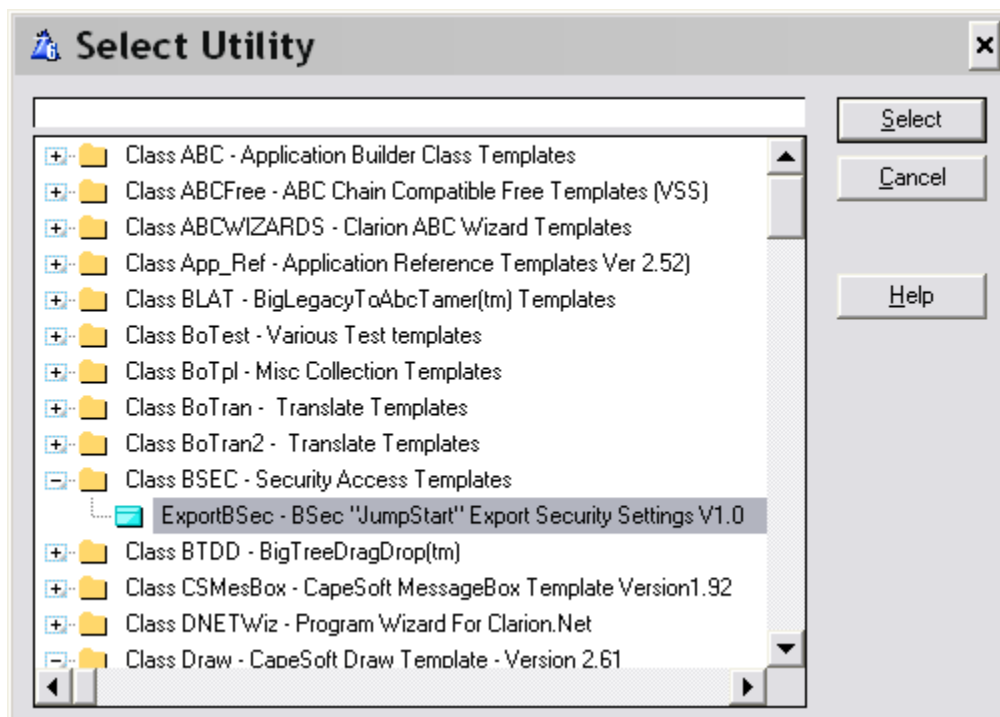 Select Utility
Select
Class ABC - Application Builder Class Templates
Cancel
Class ABCFree - ABC Chain Compatible Free Templates (VSS)
Class ABCWIZARDS - Clarion ABC Wizard Templates
Class App_Ref - Application Reference Templates Ver 2.52)
Help
Class BLAT - BigLegacyToAbcTamer(tm) Templates
Class BoTest - Various Test templates
Class BoTpl - Misc Collection Templates
Class BoTran -  Translate Templates
Class BoTran2 -  Translate Templates
Class BSEC - Security Access Templates
ExportBSec - BSec "JumpStart" Export Security Settings V1.0
Class BTDD - BigTreeDragDrop(tm)
Class CSMesBox - CapeSoft MessageBox Template Version1.92
Class DNETWiz - Program Wizard For Clarion.Net
Class Draw - CapeSoft Draw Template - Version 2.61